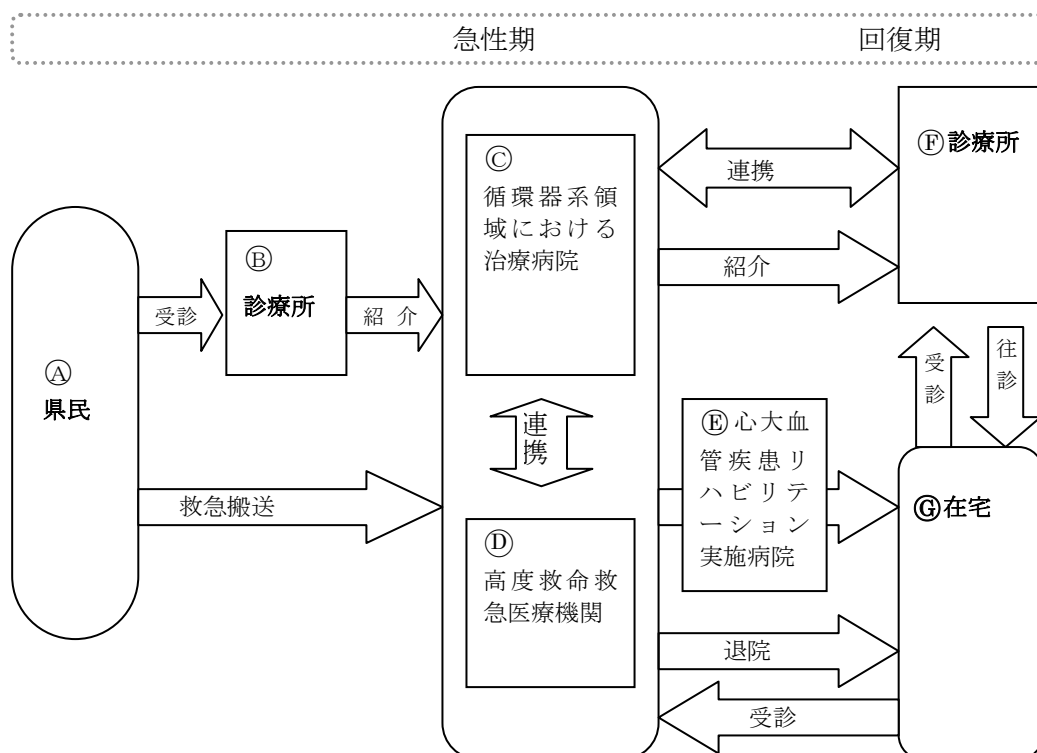 急性期
回復期
Ⓐ
県民
受診
Ⓑ
診療所
紹介
救急搬送
Ⓒ
循環器系領
域における
治療病院
連携
Ⓓ
高度救命救
急医療機関
連携
紹介
Ⓔ心大血
管疾患リ
ハビリテ
ーション
実施病院
退院
受診
Ⓕ診療所
受診
往診
Ⓖ在宅